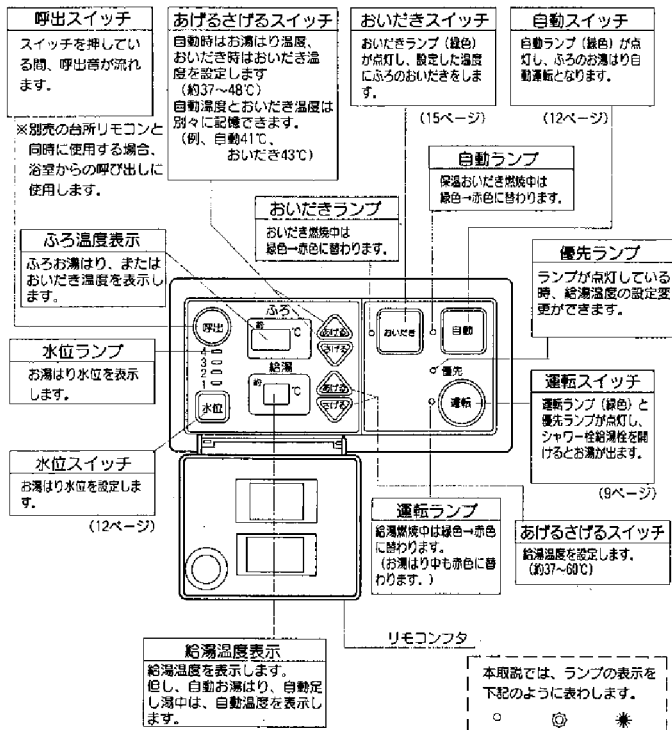 呼出スイッチ
スイッチを押してい
る間、呼出音が流れ
ます。
※別売の台所リモコンと
同時に使用する場合、
浴室からの呼び出しに
使用します。
あげるさげるスイッチ
自動時はお湯はり温度、
おいだき時はおいだき温
度を設定します
(約37～48℃)
自動温度とおいだき温度は
別々に記憶できます。
(例、自動41℃、
おいだき43℃)
おいだきスイッチ
おいだきランプ(緑色)
が点灯し、設定した温度
にふろのおいだきをしま
す。
(15ページ)
自動スイッチ
自動ランプ(緑色)が点
灯し、ふろのお湯はり自
動運転となります。
(12ページ)
自動ランプ
保温おいだき燃焼中は
緑色→赤色に替わります。
おいだきランプ
おいだき燃焼中は
緑色→赤色に替わります。
ふろ温度表示
ふろお湯はり、または
おいだき温度を表示し
ます。
優先ランプ
ランプが点灯している
時、給湯温度の設定変
更ができます。
水位ランプ
お湯はり水位を表示
します。
水位スイッチ
お湯はり水位を設定しま
す。
(12ページ)
呼出
4
3
2
1
水位
ふろ
約
℃
あげる
さげる
給湯
約
℃
あげる
さげる
おいだき
自動
優先
運転
運転スイッチ
運転ランプ(緑色)と
優先ランプが点灯し、
シャワー栓給湯栓を開
けるとお湯が出ます。
(9ページ)
運転ランプ
給湯燃焼中は緑色→赤色
に替わります。
(お湯はり中も赤色に替
わります。)
あげるさげるスイッチ
給湯温度を設定します。
(約37～60℃)
リモコンフタ
給湯温度表示
給湯温度を表示します。
但し、自動お湯はり、自動足
し湯中は、自動温度を表示し
ます。
本取説では、ランプの表示を
下記のように表わします。